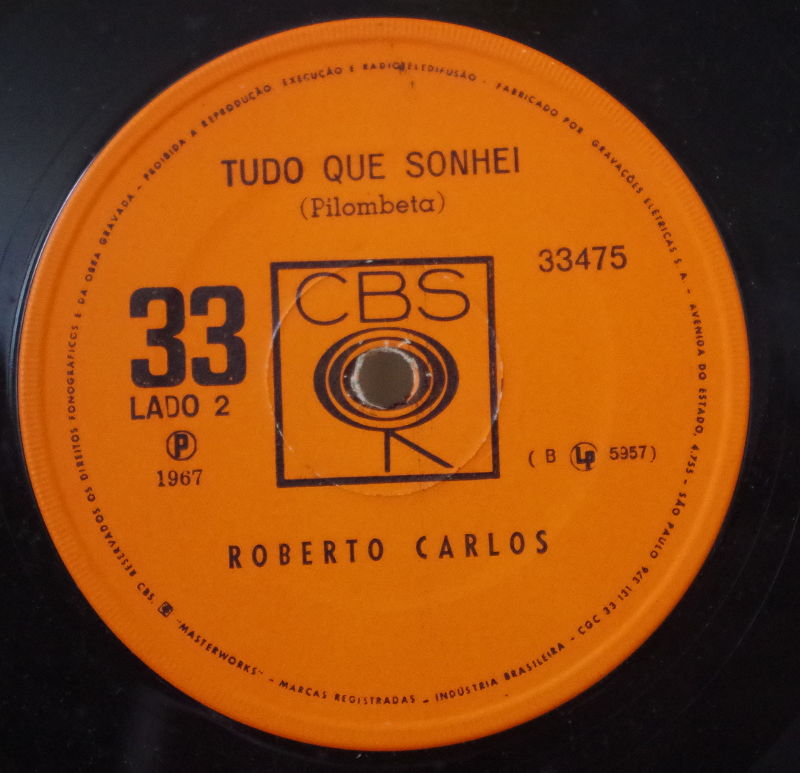 TUDO QUE SONHEI
(Pilombeta)
33475
CBS
33
LADO 2
P
1967
( B LP 5957)
ROBERTO CARLOS
RESERVADOS OS DIREITOS FONOGRÁFICOS E DA OBRA GRAVADA - PROIBIDA A REPRODUÇÃO, EXECUÇÃO E RADIOTELEDIFUSÃO - FABRICADO POR GRAVAÇÕES ELÉTRICAS S. A. - AVENIDA DO ESTADO, 4.755 - SÃO PAULO - CGC 33 131 376
CBS, "MASTERWORKS" - MARCAS REGISTRADAS - INDÚSTRIA BRASILEIRA